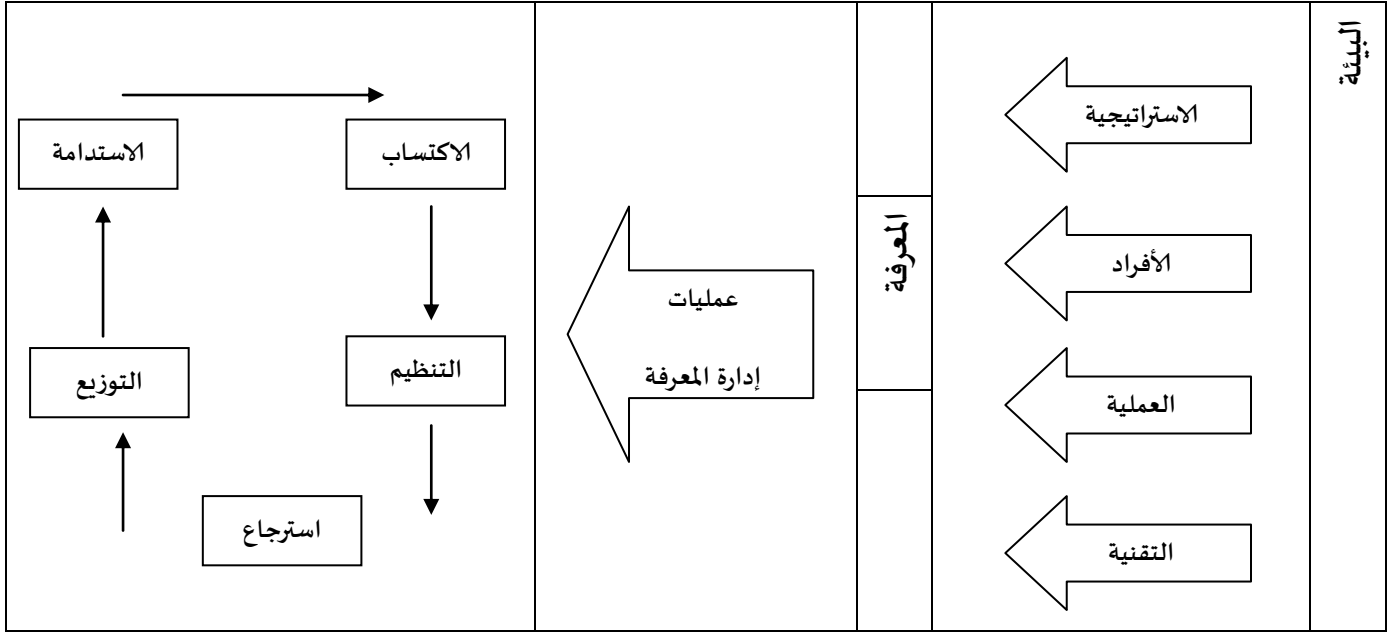 البيئة
الاستراتيجية
الأفراد
العملية
التقنية
المعرفة
عمليات
إدارة المعرفة
الاكتساب
الاستدامة
التنظيم
التوزيع
استرجاع